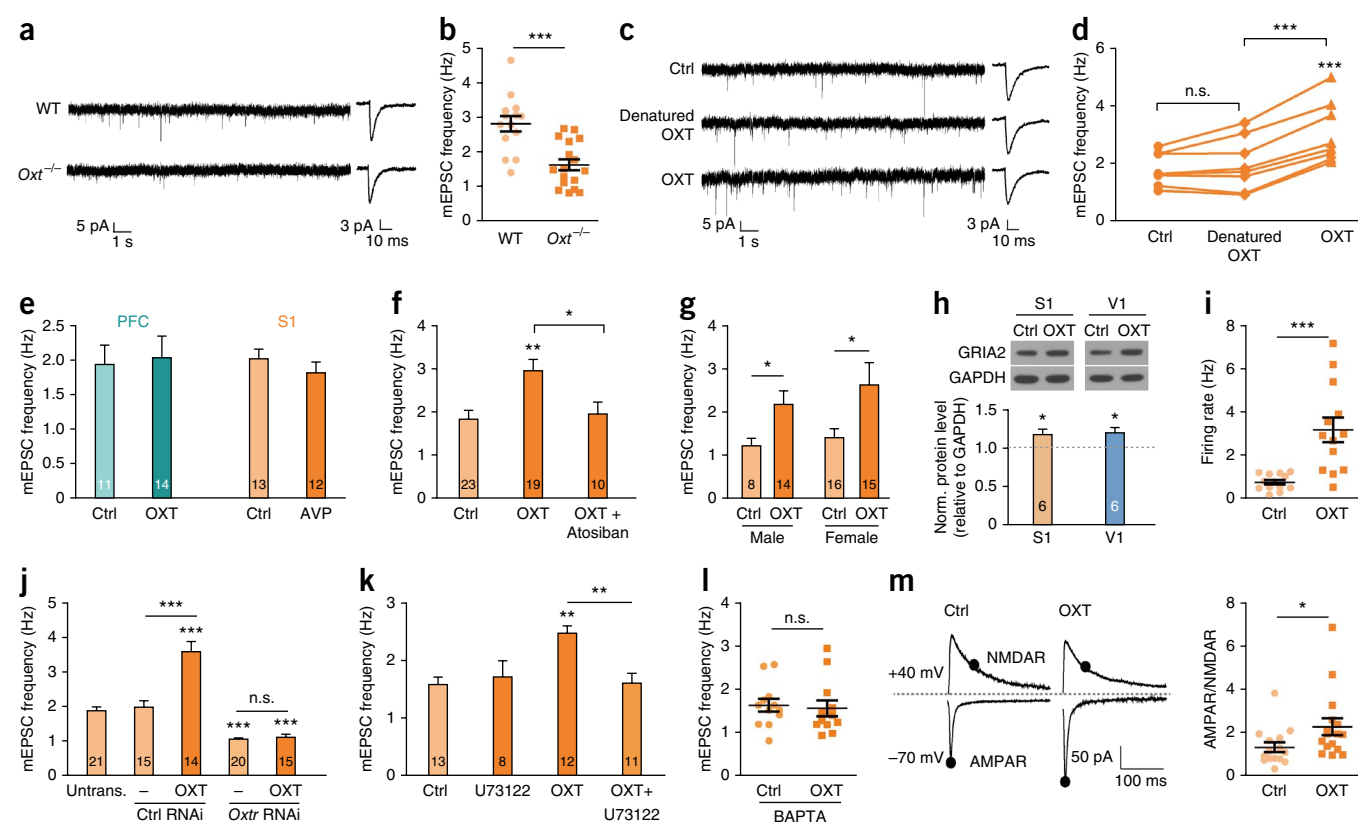 a
WT
Oxt−/−
5 pA
1 s
3 pA
10 ms
b
***
mEPSC frequency (Hz)
5
4
3
2
1
0
WT
Oxt−/−
c
Ctrl
Denatured
OXT
OXT
5 pA
1 s
3 pA
10 ms
d
***
***
n.s.
mEPSC frequency (Hz)
6
4
2
0
Ctrl
Denatured
OXT
OXT
e
PFC
S1
mEPSC frequency (Hz)
2.5
2.0
1.5
1.0
0.5
0
11
14
13
12
Ctrl
OXT
Ctrl
AVP
f
*
**
mEPSC frequency (Hz)
4
3
2
1
0
23
19
10
Ctrl
OXT
OXT +
Atosiban
g
*
*
mEPSC frequency (Hz)
4
3
2
1
0
8
14
16
15
Ctrl OXT
Ctrl OXT
Male
Female
h
S1
V1
Ctrl OXT
Ctrl OXT
GRIA2
GAPDH
Norm. protein level
(relative to GAPDH)
1.5
1.0
0.5
0
*
*
6
6
S1
V1
i
***
Firing rate (Hz)
8
6
4
2
0
Ctrl
OXT
j
***
***
n.s.
***
***
mEPSC frequency (Hz)
5
4
3
2
1
0
21
15
14
20
15
Untrans.
–
OXT
–
OXT
Ctrl RNAi
Oxtr RNAi
k
**
**
mEPSC frequency (Hz)
3
2
1
0
13
8
12
11
Ctrl
U73122
OXT
OXT+
U73122
l
n.s.
mEPSC frequency (Hz)
4
3
2
1
0
Ctrl
OXT
BAPTA
m
Ctrl
OXT
NMDAR
+40 mV
–70 mV
AMPAR
50 pA
100 ms
*
AMPAR/NMDAR
8
6
4
2
0
Ctrl
OXT